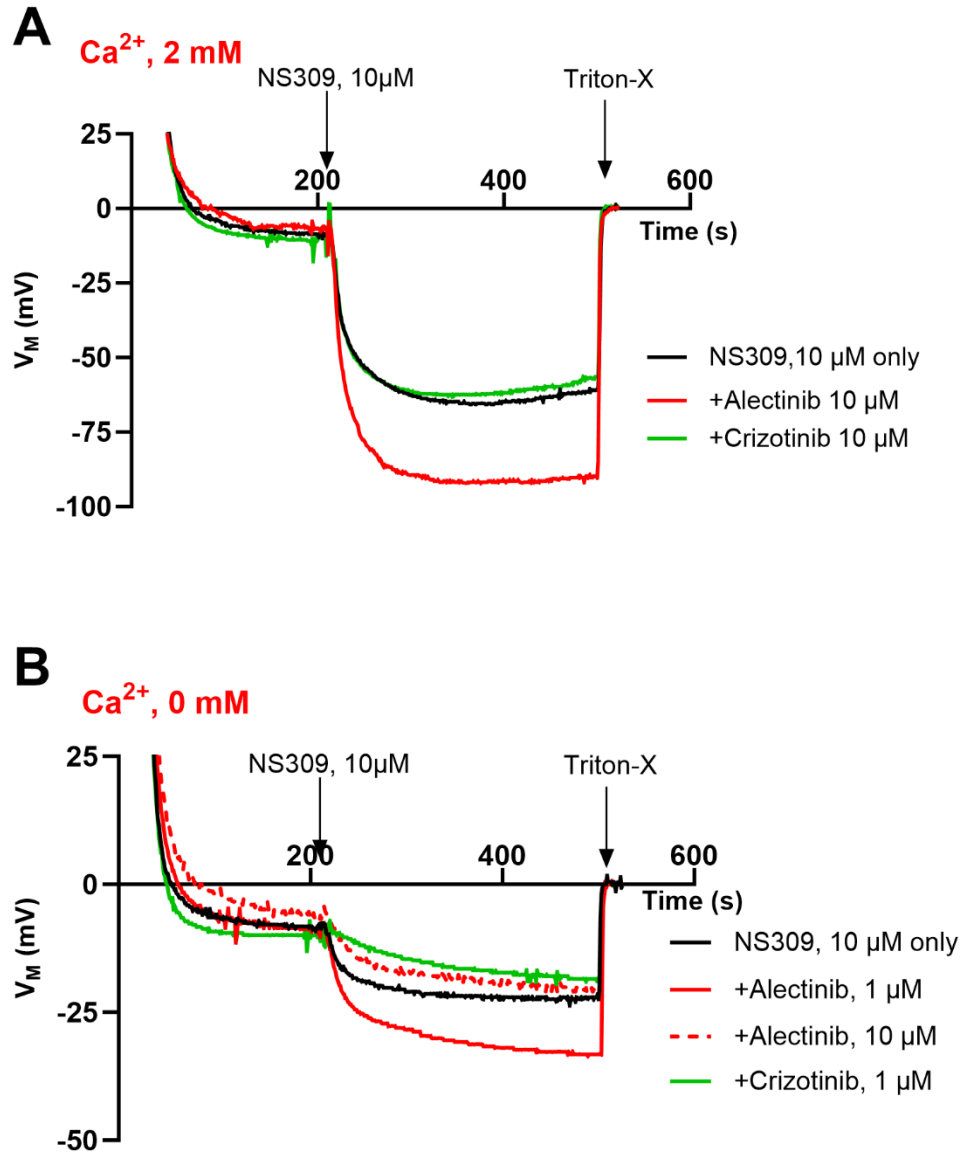 A
Ca²⁺, 2 mM
NS309, 10µM
Triton-X
25
200
400
600
0
Time (s)
-25
-50
-75
-100
V_M (mV)
NS309,10 µM only
+Alectinib 10 µM
+Crizotinib 10 µM
B
Ca²⁺, 0 mM
NS309, 10µM
Triton-X
25
200
400
600
0
Time (s)
-25
-50
V_M (mV)
NS309, 10 µM only
+Alectinib, 1 µM
+Alectinib, 10 µM
+Crizotinib, 1 µM